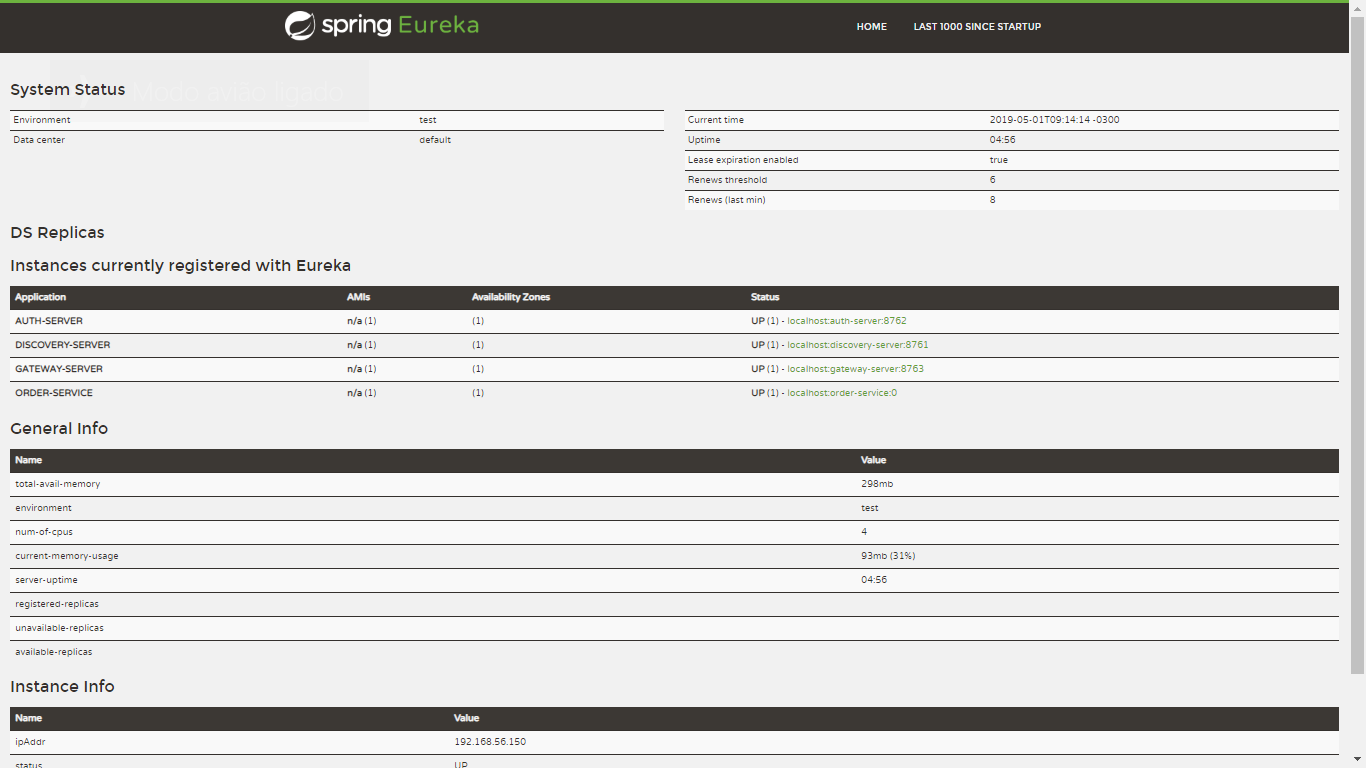 spring Eureka
HOME LAST 1000 SINCE STARTUP
Modo avião ligado
System Status
Environment test
Data center default
Current time 2019-05-01T09:14:14 -0300
Uptime 04:56
Lease expiration enabled true
Renews threshold 6
Renews (last min) 8
DS Replicas
Instances currently registered with Eureka
Application AMIs Availability Zones Status
AUTH-SERVER n/a (1) (1) UP (1) - localhost:auth-server:8762
DISCOVERY-SERVER n/a (1) (1) UP (1) - localhost:discovery-server:8761
GATEWAY-SERVER n/a (1) (1) UP (1) - localhost:gateway-server:8763
ORDER-SERVICE n/a (1) (1) UP (1) - localhost:order-service:0
General Info
Name Value
total-avail-memory 298mb
environment test
num-of-cpus 4
current-memory-usage 93mb (31%)
server-uptime 04:56
registered-replicas
unavailable-replicas
available-replicas
Instance Info
Name Value
ipAddr 192.168.56.150
status UP